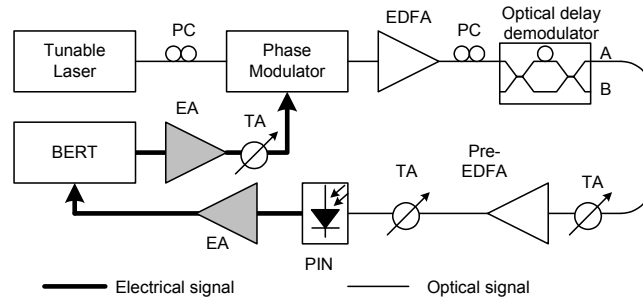 PC
EDFA
PC
Optical delay
demodulator
Tunable
Laser
Phase
Modulator
A
B
EA
TA
BERT
Pre-
EDFA
TA
TA
EA
PIN
Electrical signal
Optical signal